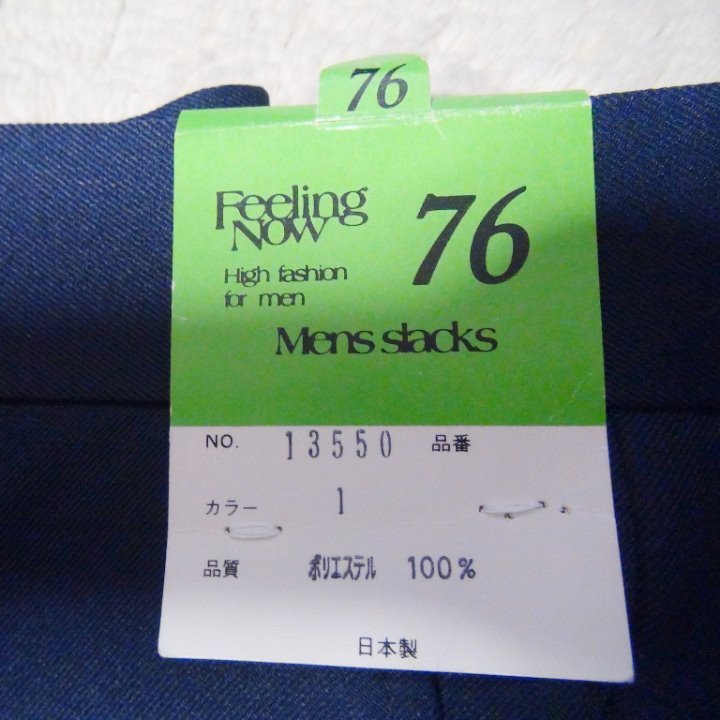 76
Feeling
NOW
76
High fashion
for men
Mens slacks
NO. 13550 品番
カラー 1
品質 ポリエステル 100%
日本製